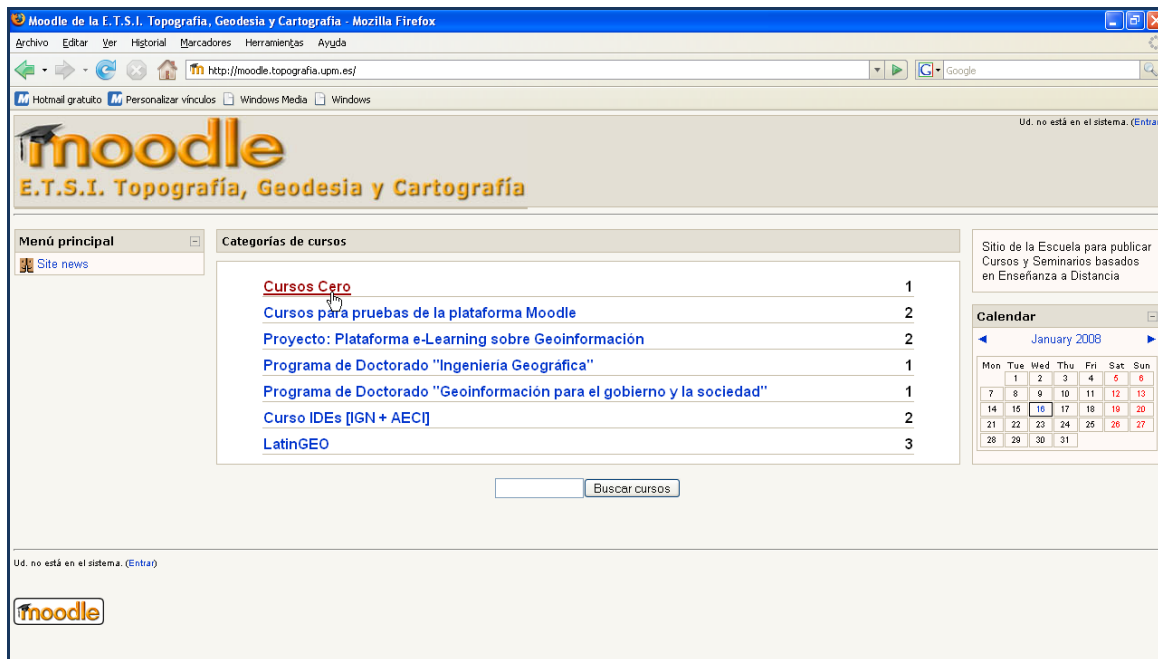 Moodle de la E.T.S.I. Topografía, Geodesia y Cartografía - Mozilla Firefox
Archivo Editar Ver Historial Marcadores Herramientas Ayuda
http://moodle.topografia.upm.es/
Google
Hotmail gratuito Personalizar vínculos Windows Media Windows
moodle
Ud. no está en el sistema. (Entrar
E.T.S.I. Topografía, Geodesia y Cartografía
Menú principal
Site news
Categorías de cursos
Cursos Cero 1
Cursos para pruebas de la plataforma Moodle 2
Proyecto: Plataforma e-Learning sobre Geoinformación 2
Programa de Doctorado "Ingeniería Geográfica" 1
Programa de Doctorado "Geoinformación para el gobierno y la sociedad" 1
Curso IDEs [IGN + AECI] 2
LatinGEO 3
Buscar cursos
Sitio de la Escuela para publicar
Cursos y Seminarios basados
en Enseñanza a Distancia
Calendar
January 2008
Mon Tue Wed Thu Fri Sat Sun
1 2 3 4 5 6
7 8 9 10 11 12 13
14 15 16 17 18 19 20
21 22 23 24 25 26 27
28 29 30 31
Ud. no está en el sistema. (Entrar)
moodle